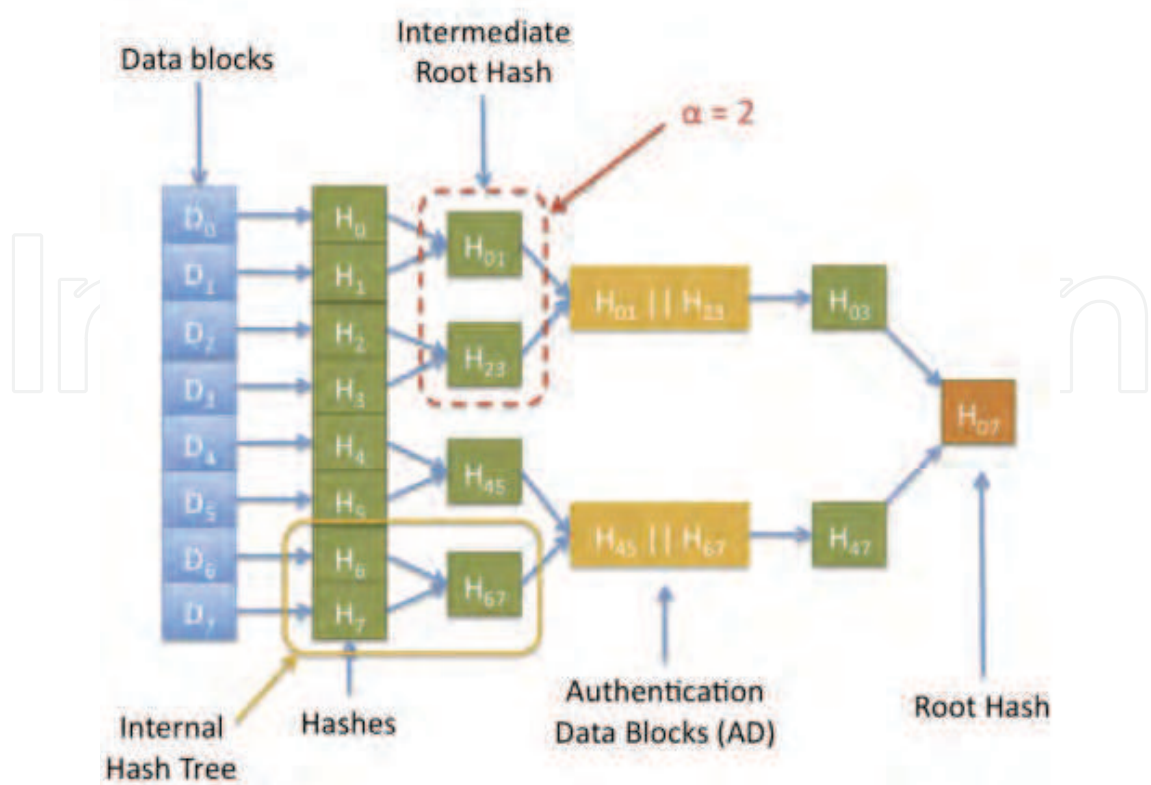 Data blocks
Intermediate
Root Hash
α = 2
D₀
D₁
D₂
D₃
D₄
D₅
D₆
D₇
H₀
H₁
H₂
H₃
H₄
H₅
H₆
H₇
H₀₁
H₂₃
H₄₅
H₆₇
H₀₁ || H₂₃
H₄₅ || H₆₇
H₀₃
H₄₇
H₀₇
Internal
Hash Tree
Hashes
Authentication
Data Blocks (AD)
Root Hash